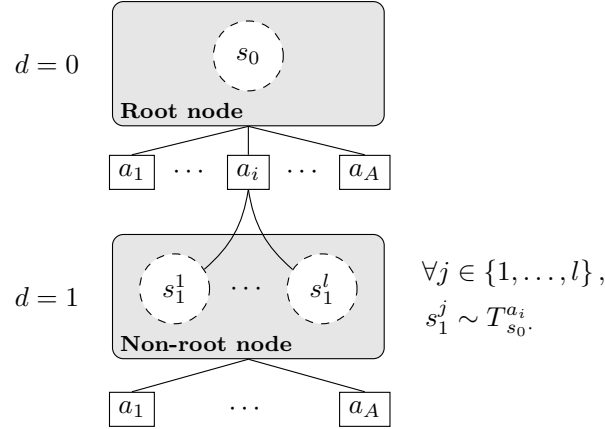 d = 0
s_0
Root node
a_1 ⋯ a_i ⋯ a_A
∀j ∈ {1, …, l} ,
d = 1
s_1^1 ⋯ s_1^l
s_1^j ∼ T_{s_0·}^{a_i}
Non-root node
a_1 ⋯ a_A